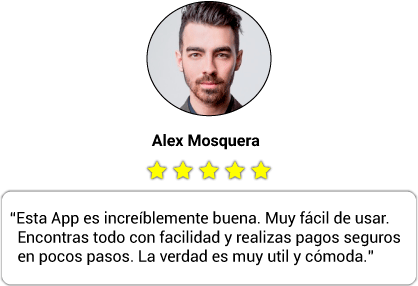 Alex Mosquera
“Esta App es increíblemente buena. Muy fácil de usar.
Encontras todo con facilidad y realizas pagos seguros
en pocos pasos. La verdad es muy util y cómoda.”